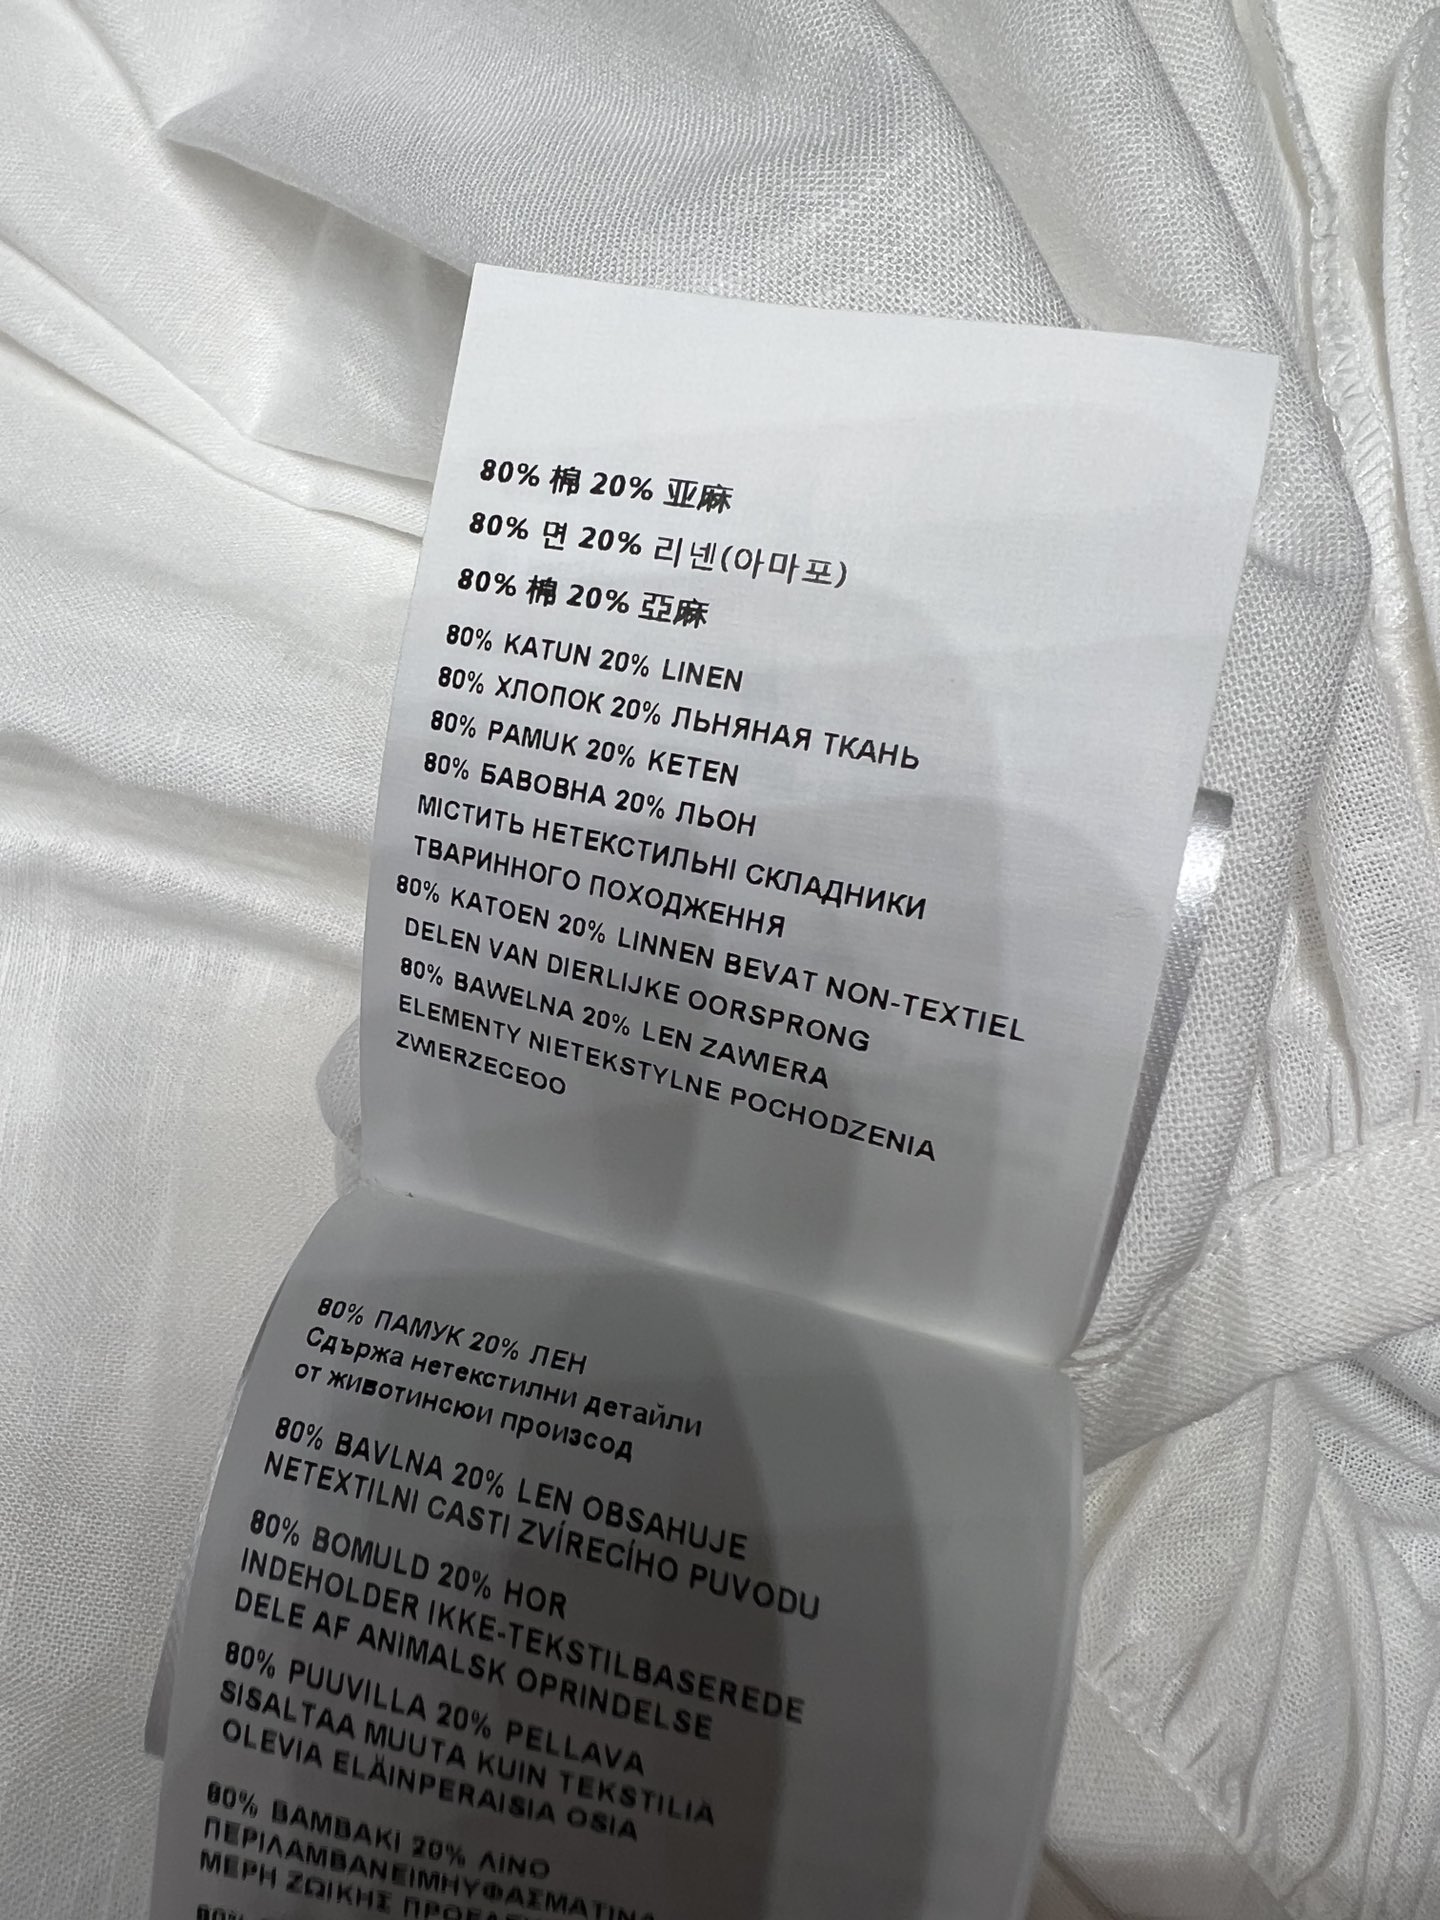 80% 棉 20% 亚麻
80% 면 20% 리넨(아마포)
80% 棉 20% 亞麻
80% KATUN 20% LINEN
80% ХЛОПОК 20% ЛЬНЯНАЯ ТКАНЬ
80% PAMUK 20% KETEN
80% БАВОВНА 20% ЛЬОН
МІСТИТЬ НЕТЕКСТИЛЬНІ СКЛАДНИКИ
ТВАРИННОГО ПОХОДЖЕННЯ
80% KATOEN 20% LINNEN BEVAT NON-TEXTIEL
DELEN VAN DIERLIJKE OORSPRONG
80% BAWELNA 20% LEN ZAWIERA
ELEMENTY NIETEKSTYLNE POCHODZENIA
ZWIERZECEOO
80% ПАМУК 20% ЛЕН
Сдържа нетекстилни детайли
от животинсюи произсод
80% BAVLNA 20% LEN OBSAHUJE
NETEXTILNI CASTI ZVÍRECÍHO PUVODU
80% BOMULD 20% HOR
INDEHOLDER IKKE-TEKSTILBASEREDE
DELE AF ANIMALSK OPRINDELSE
80% PUUVILLA 20% PELLAVA
SISALTAA MUUTA KUIN TEKSTILIA
OLEVIA ELÄINPERAISIA OSIA
80% BAMBAKI 20% ΛΙΝΟ
ΠΕΡΙΛΑΜΒΑΝΕΙΜΗΥΦΑΣΜΑΤΙΝΑ
ΜΕΡΗ ΖΩΙΚΗΣ
80%